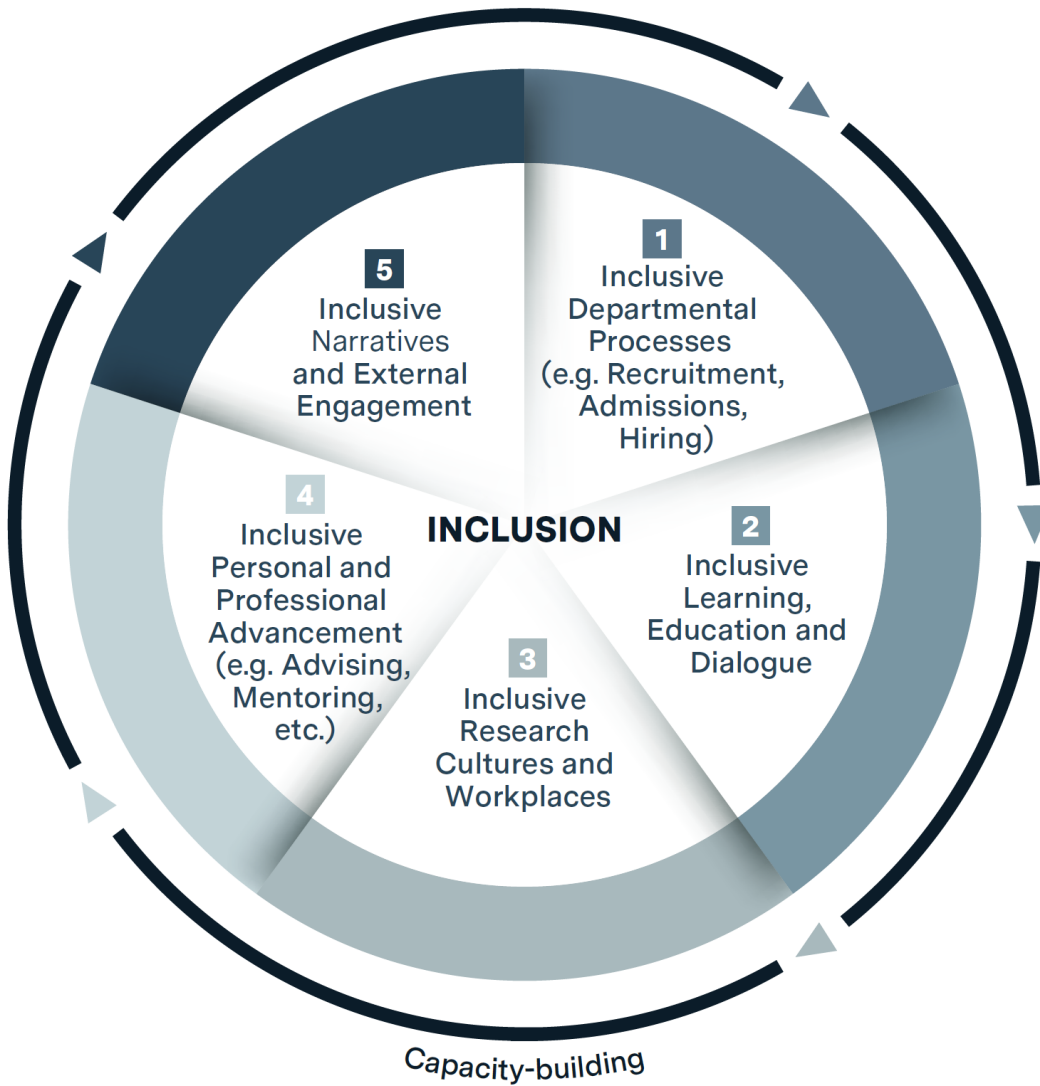 1
Inclusive
Departmental
Processes
(e.g. Recruitment,
Admissions,
Hiring)
2
Inclusive
Learning,
Education and
Dialogue
3
Inclusive
Research
Cultures and
Workplaces
4
Inclusive
Personal and
Professional
Advancement
(e.g. Advising,
Mentoring,
etc.)
5
Inclusive
Narratives
and External
Engagement
INCLUSION
Capacity-building